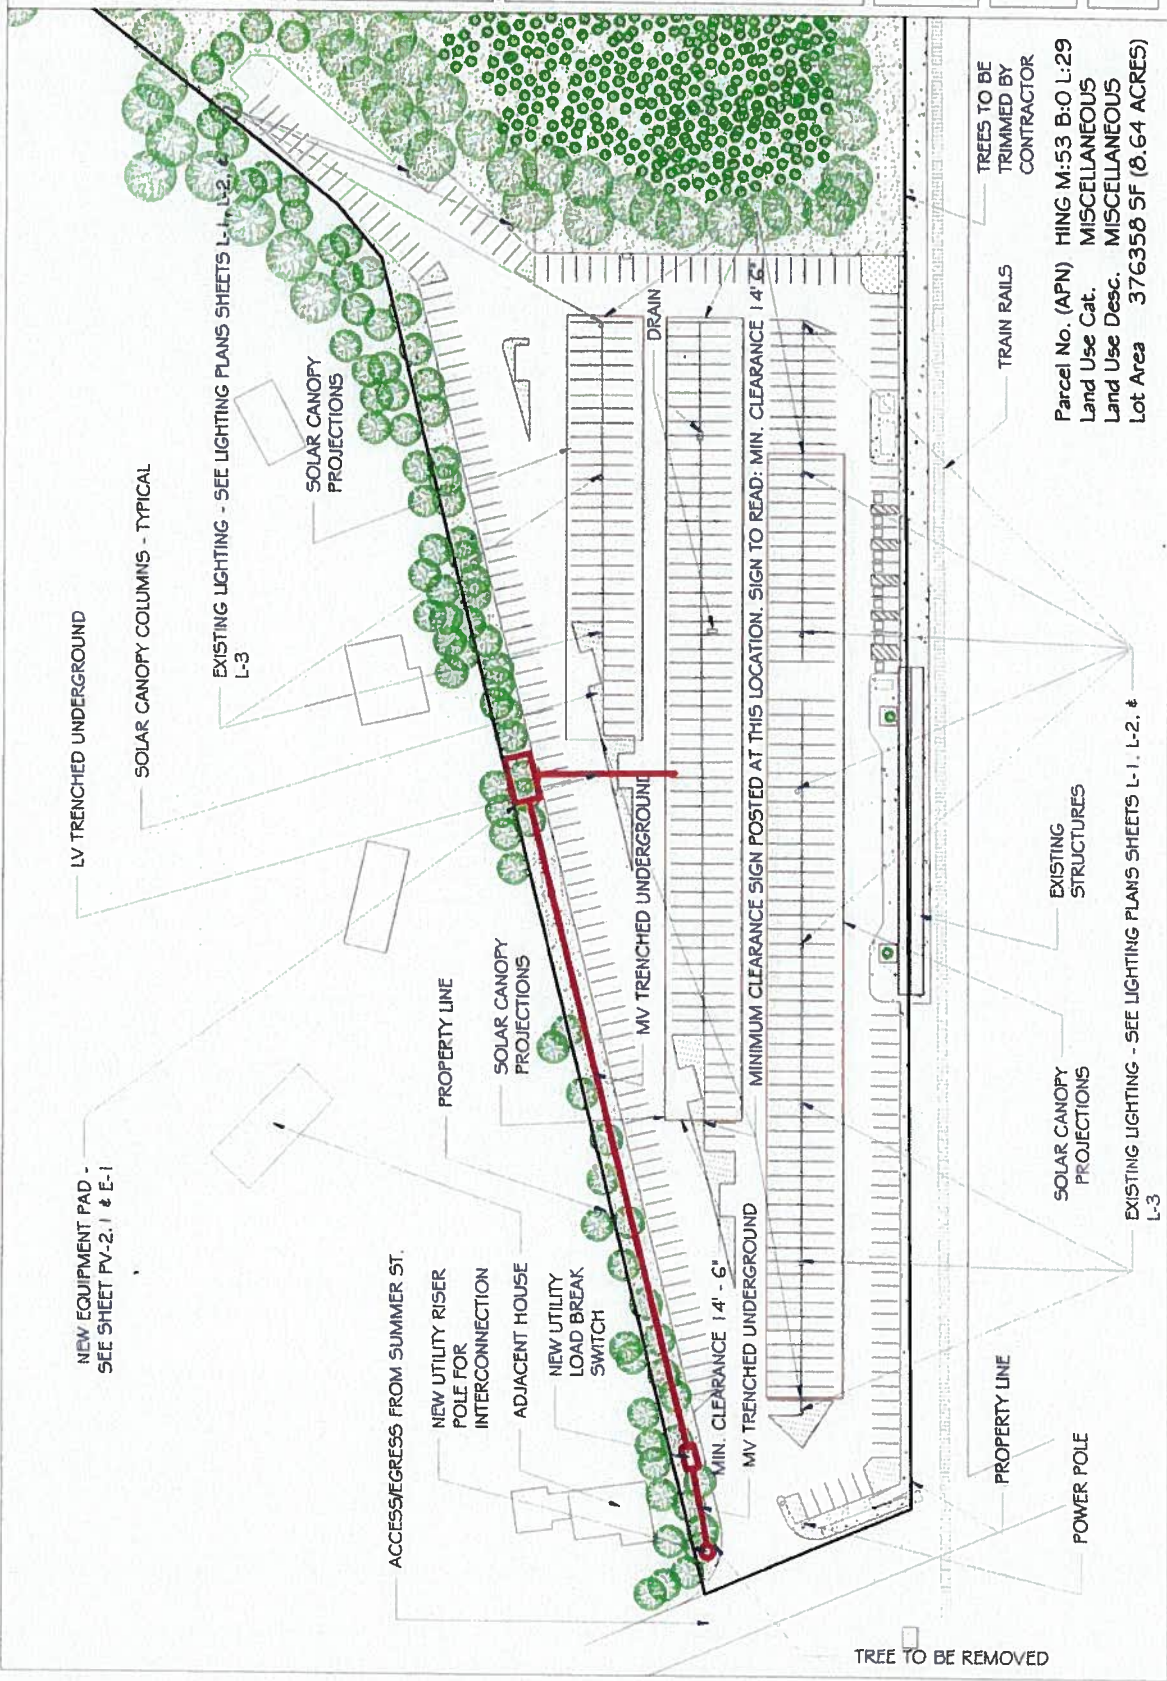 NEW EQUIPMENT PAD -
SEE SHEET PV-2.1 & E-1
LV TRENCHED UNDERGROUND
SOLAR CANOPY COLUMNS - TYPICAL
EXISTING LIGHTING - SEE LIGHTING PLANS SHEETS L-1, L-2, &
L-3
SOLAR CANOPY
PROJECTIONS
ACCESS/EGRESS FROM SUMMER ST.
NEW UTILITY RISER
POLE FOR
INTERCONNECTION
PROPERTY LINE
SOLAR CANOPY
PROJECTIONS
ADJACENT HOUSE
NEW UTILITY
LOAD BREAK
SWITCH
MV TRENCHED UNDERGROUND
DRAIN
MIN. CLEARANCE 14' - 6"
MV TRENCHED UNDERGROUND
MINIMUM CLEARANCE SIGN POSTED AT THIS LOCATION. SIGN TO READ: MIN. CLEARANCE 14' 6"
TREES TO BE
TRIMMED BY
CONTRACTOR
TRAIN RAILS
PROPERTY LINE
POWER POLE
SOLAR CANOPY
PROJECTIONS
EXISTING
STRUCTURES
EXISTING LIGHTING - SEE LIGHTING PLANS SHEETS L-1, L-2, &
L-3
Parcel No. (APN) HING M:53 B:0 L:29
Land Use Cat. MISCELLANEOUS
Land Use Desc. MISCELLANEOUS
Lot Area 376358 SF (8.64 ACRES)
TREE TO BE REMOVED